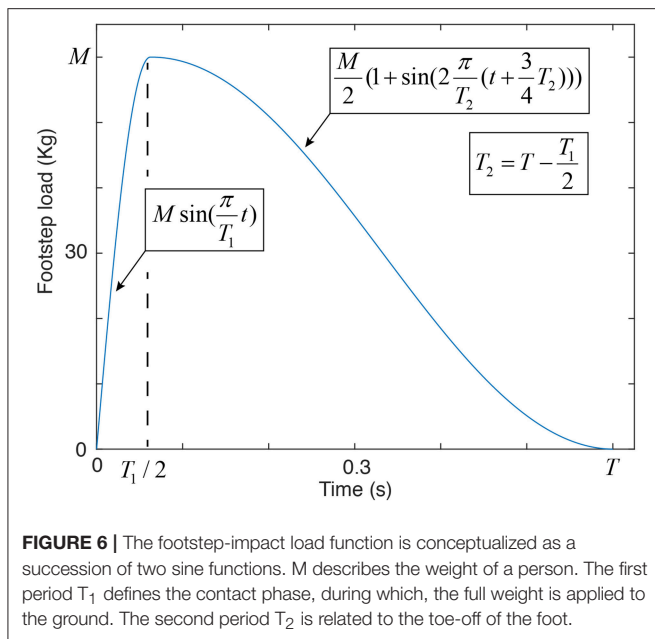 M
M/2 (1 + sin(2 π/T₂ (t + 3/4 T₂)))
T₂ = T − T₁/2
M sin(π/T₁ t)
Footstep load (Kg)
30
0
0 T₁ / 2 0.3 T
Time (s)
FIGURE 6 | The footstep-impact load function is conceptualized as a
succession of two sine functions. M describes the weight of a person. The first
period T₁ defines the contact phase, during which, the full weight is applied to
the ground. The second period T₂ is related to the toe-off of the foot.